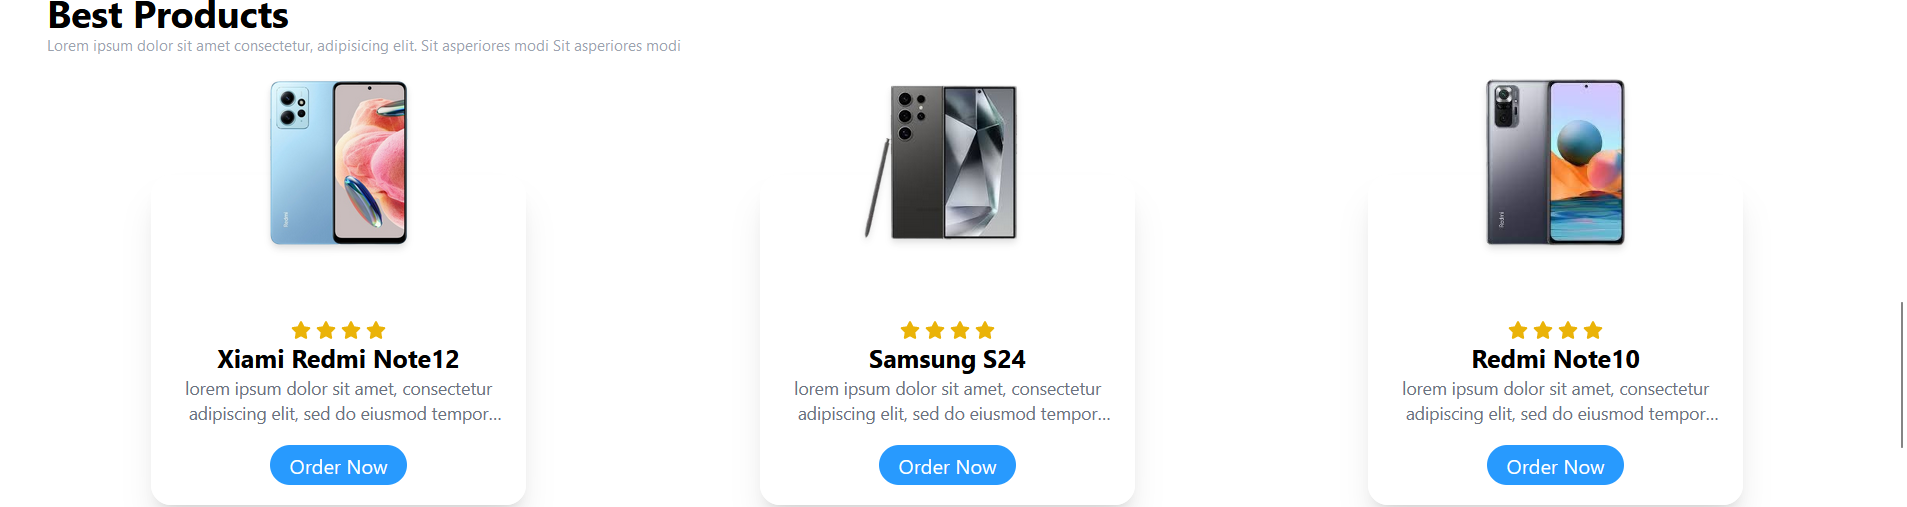 Best Products
Lorem ipsum dolor sit amet consectetur, adipisicing elit. Sit asperiores modi Sit asperiores modi
Redmi
Redmi
Xiami Redmi Note12
lorem ipsum dolor sit amet, consectetur
adipiscing elit, sed do eiusmod tempor...
Order Now
Samsung S24
lorem ipsum dolor sit amet, consectetur
adipiscing elit, sed do eiusmod tempor...
Order Now
Redmi Note10
lorem ipsum dolor sit amet, consectetur
adipiscing elit, sed do eiusmod tempor...
Order Now